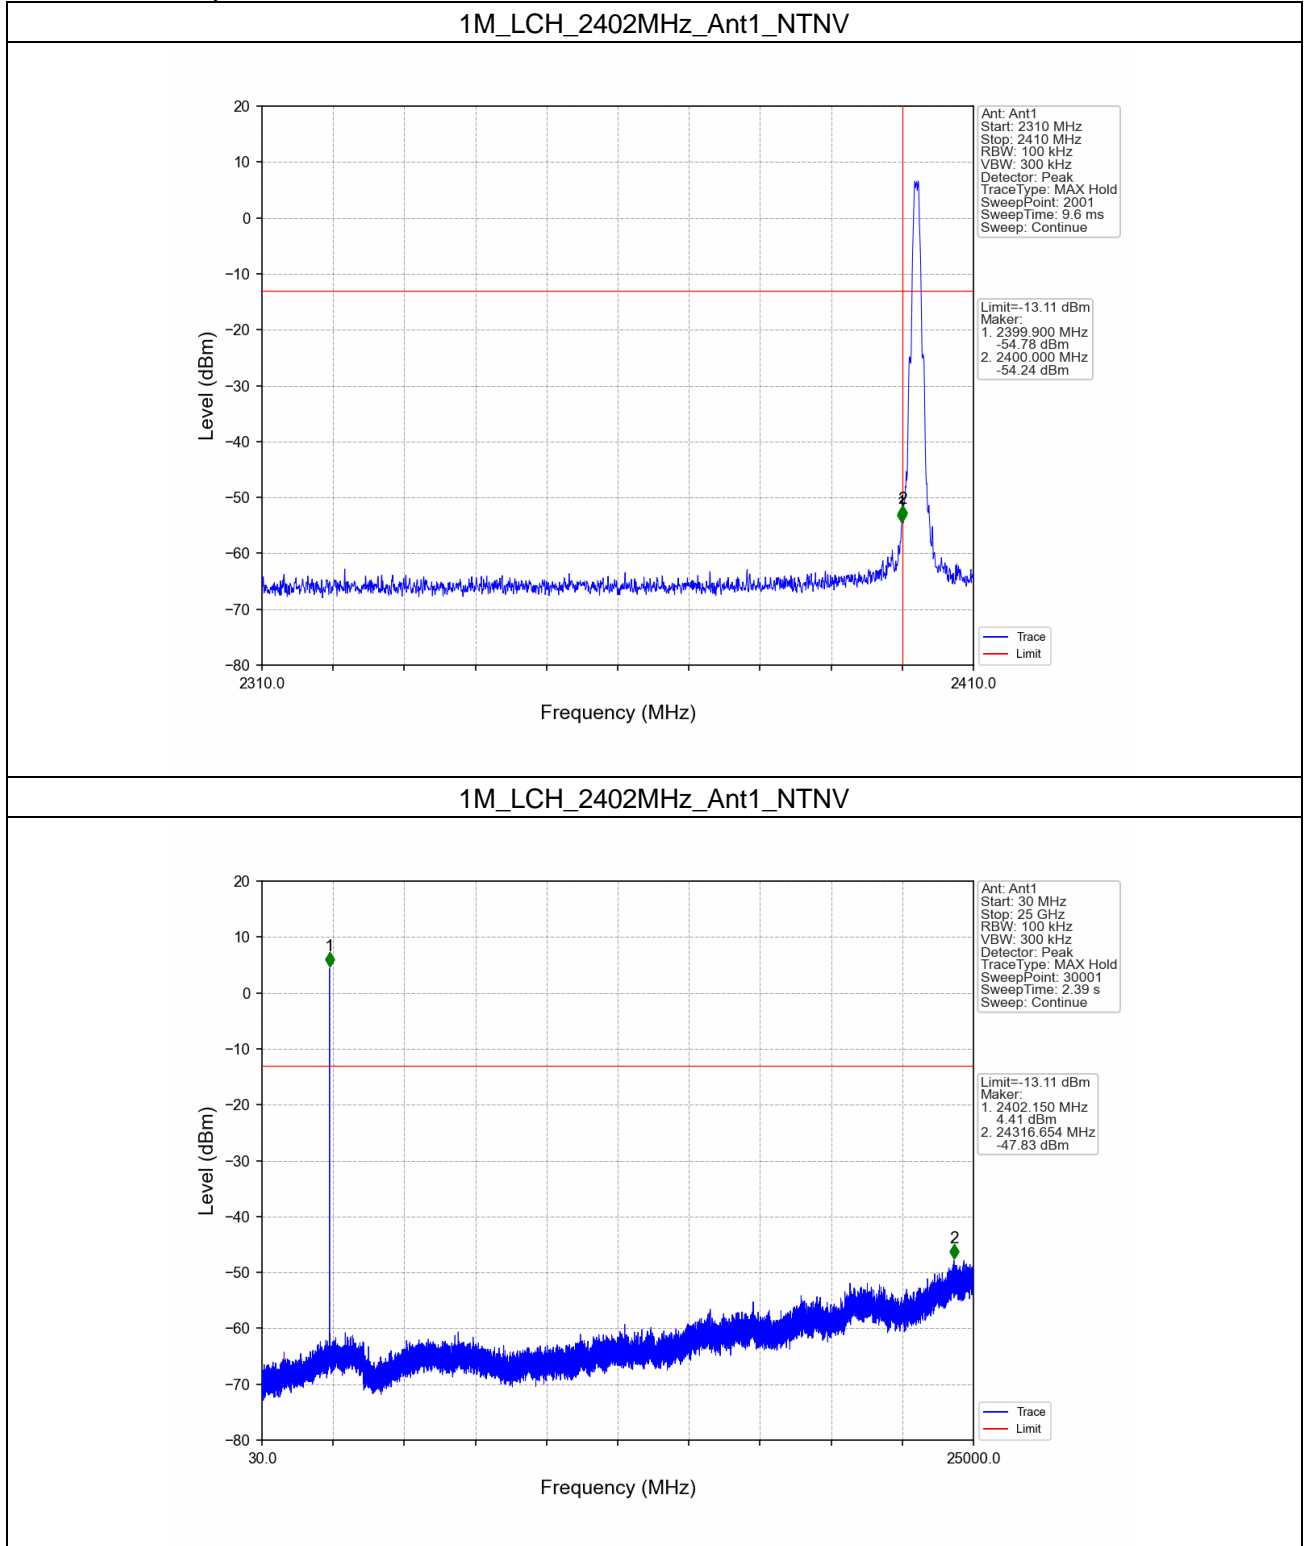 1M_LCH_2402MHz_Ant1_NTNV
20
10
0
−10
−20
−30
−40
−50
−60
−70
−80
Level (dBm)
2310.0
2410.0
Frequency (MHz)
2
Ant: Ant1
Start: 2310 MHz
Stop: 2410 MHz
RBW: 100 kHz
VBW: 300 kHz
Detector: Peak
TraceType: MAX Hold
SweepPoint: 2001
SweepTime: 9.6 ms
Sweep: Continue
Limit=-13.11 dBm
Maker:
1. 2399.900 MHz
-54.78 dBm
2. 2400.000 MHz
-54.24 dBm
Trace
Limit
1M_LCH_2402MHz_Ant1_NTNV
20
10
0
−10
−20
−30
−40
−50
−60
−70
−80
Level (dBm)
30.0
25000.0
Frequency (MHz)
1
2
Ant: Ant1
Start: 30 MHz
Stop: 25 GHz
RBW: 100 kHz
VBW: 300 kHz
Detector: Peak
TraceType: MAX Hold
SweepPoint: 30001
SweepTime: 2.39 s
Sweep: Continue
Limit=-13.11 dBm
Maker:
1. 2402.150 MHz
4.41 dBm
2. 24316.654 MHz
-47.83 dBm
Trace
Limit